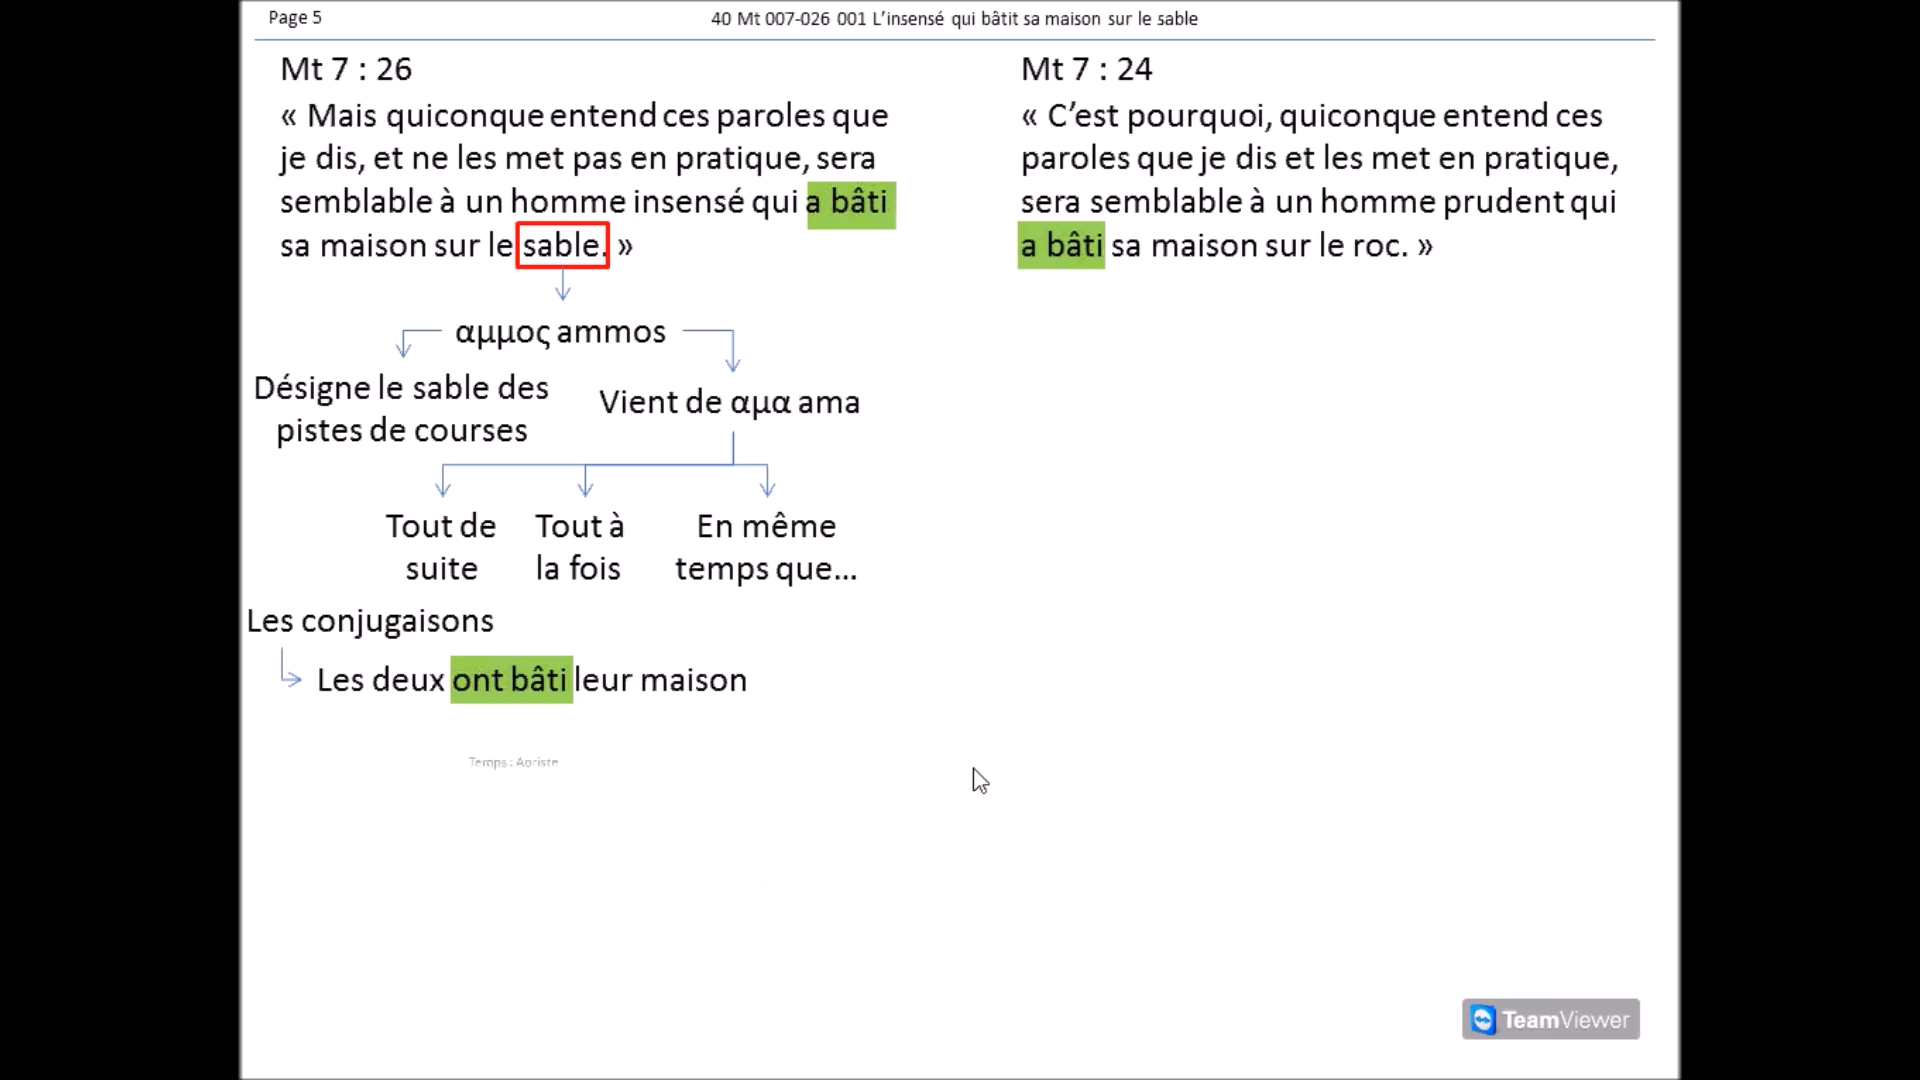 Page 5
40 Mt 007-026 001 L’insensé qui bâtit sa maison sur le sable
Mt 7 : 26
« Mais quiconque entend ces paroles que
je dis, et ne les met pas en pratique, sera
semblable à un homme insensé qui a bâti
sa maison sur le sable. »
Mt 7 : 24
« C’est pourquoi, quiconque entend ces
paroles que je dis et les met en pratique,
sera semblable à un homme prudent qui
a bâti sa maison sur le roc. »
αμμος ammos
Désigne le sable des
pistes de courses
Vient de αμα ama
Tout de
suite
Tout à
la fois
En même
temps que...
Les conjugaisons
Les deux ont bâti leur maison
Temps : Aoriste
TeamViewer